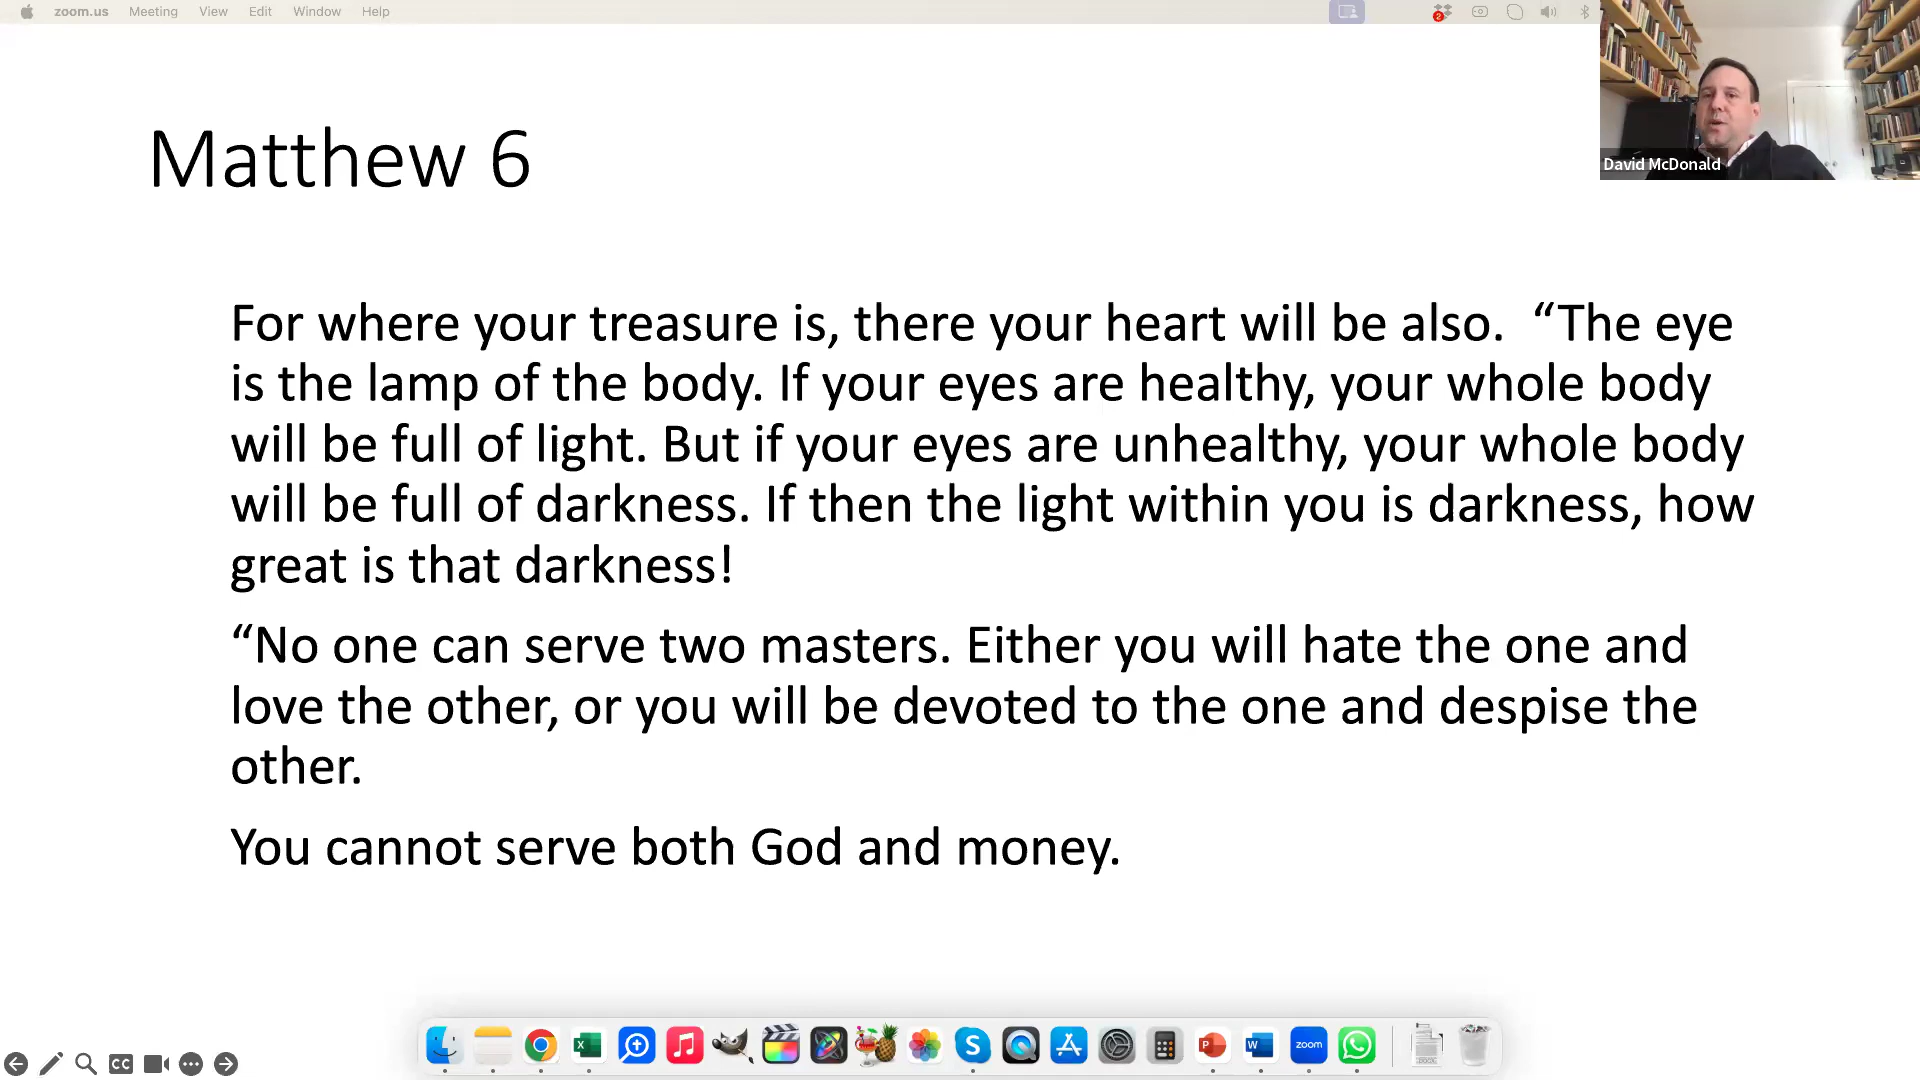 zoom.us Meeting View Edit Window Help
2
David McDonald
Matthew 6
For where your treasure is, there your heart will be also.  “The eye
is the lamp of the body. If your eyes are healthy, your whole body
will be full of light. But if your eyes are unhealthy, your whole body
will be full of darkness. If then the light within you is darkness, how
great is that darkness!
“No one can serve two masters. Either you will hate the one and
love the other, or you will be devoted to the one and despise the
other.
You cannot serve both God and money.
CC
X
S
P
W
zoom